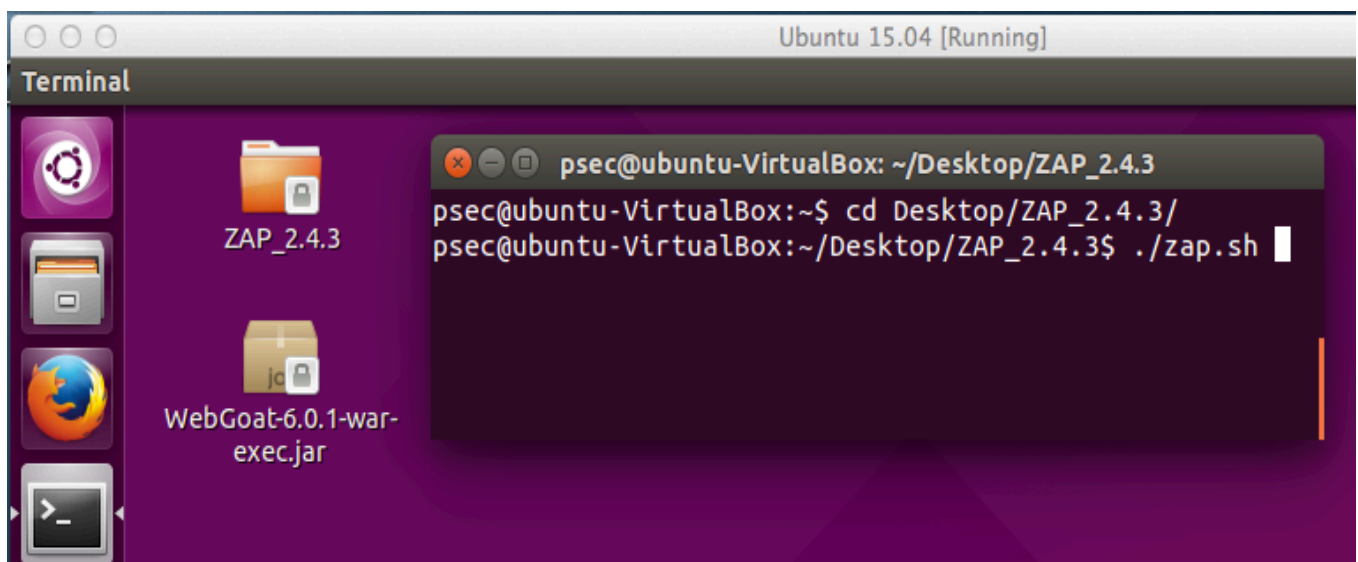 Ubuntu 15.04 [Running]
Terminal
psec@ubuntu-VirtualBox: ~/Desktop/ZAP_2.4.3
psec@ubuntu-VirtualBox:~$ cd Desktop/ZAP_2.4.3/
psec@ubuntu-VirtualBox:~/Desktop/ZAP_2.4.3$ ./zap.sh
ZAP_2.4.3
WebGoat-6.0.1-war-
exec.jar
>_